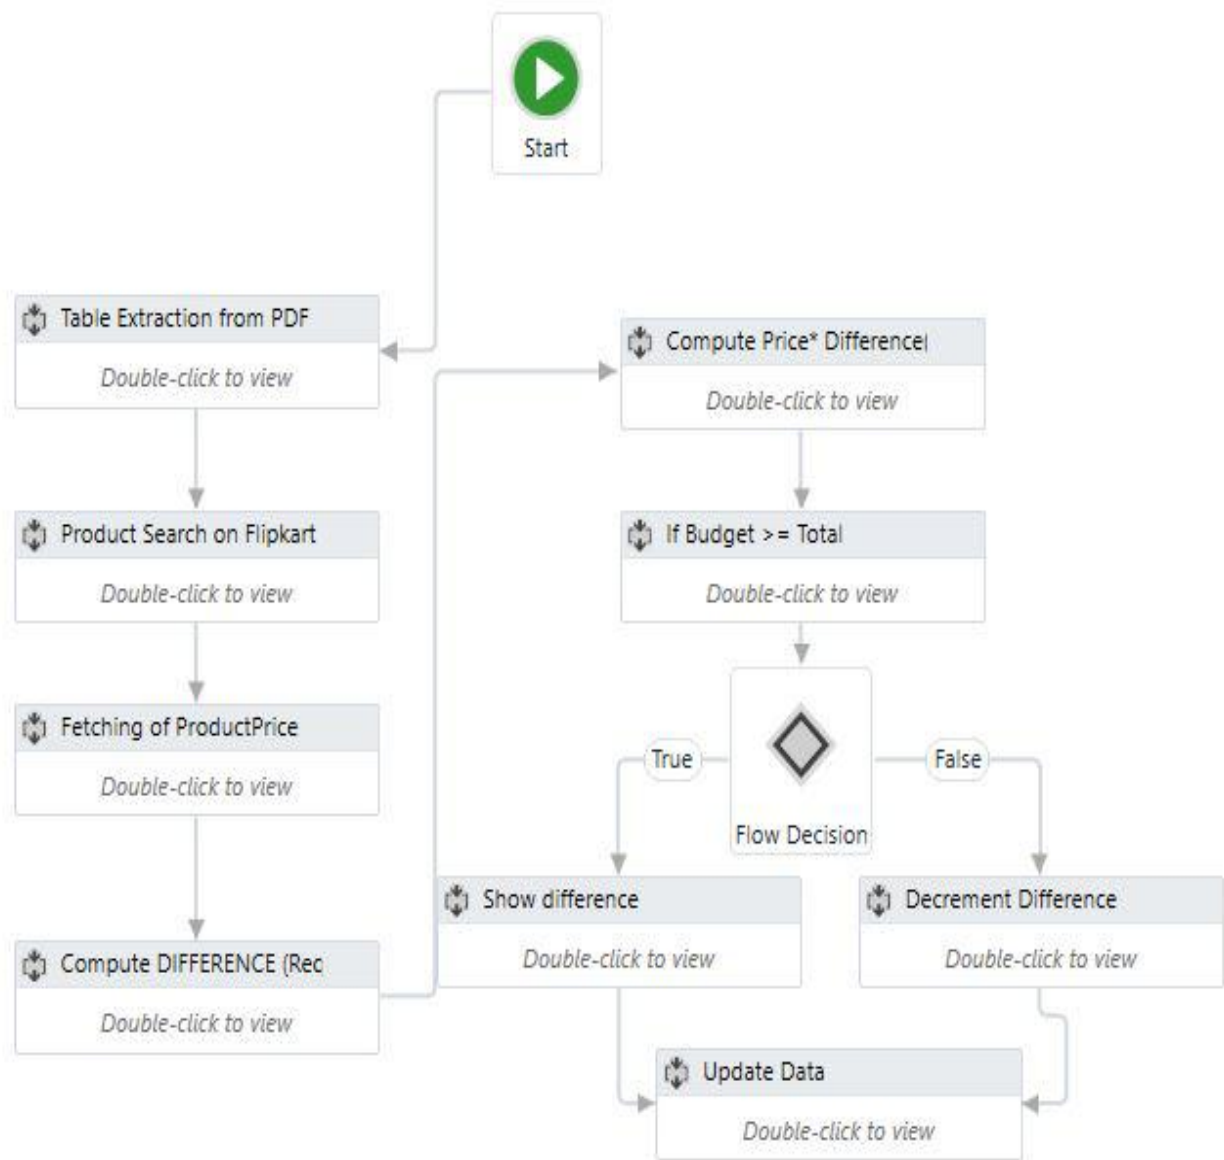 Start
Table Extraction from PDF
Double-click to view
Product Search on Flipkart
Double-click to view
Fetching of ProductPrice
Double-click to view
Compute DIFFERENCE (Rec
Double-click to view
Compute Price* Difference(
Double-click to view
If Budget >= Total
Double-click to view
Flow Decision
True
False
Show difference
Double-click to view
Decrement Difference
Double-click to view
Update Data
Double-click to view